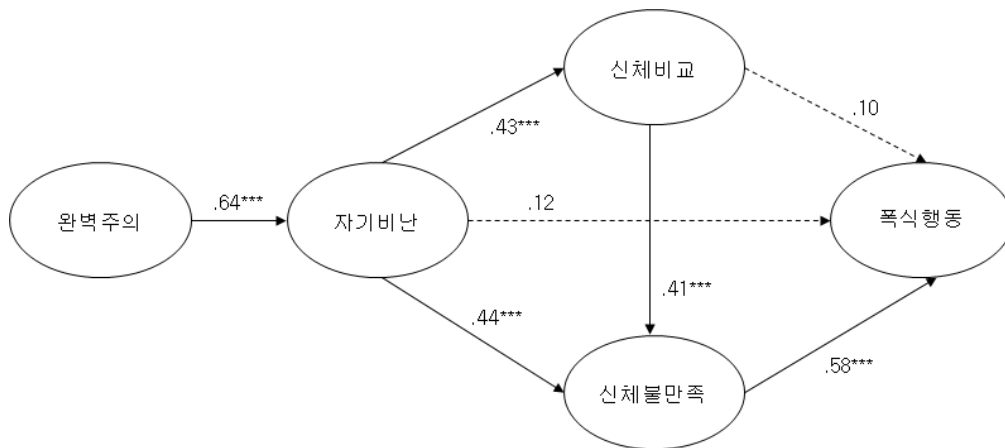 신체비교
.10
.43***
완벽주의
.64***
자기비난
.12
폭식행동
.41***
.44***
.58***
신체불만족